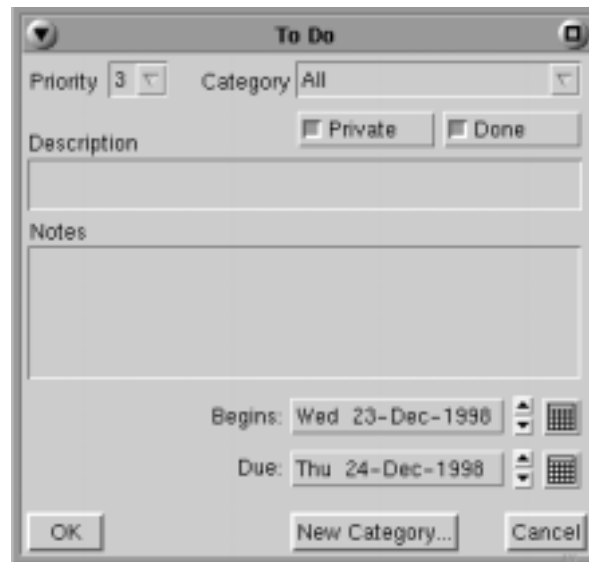 To Do
Priority 3 Category All
Private Done
Description
Notes
Begins: Wed 23-Dec-1998
Due: Thu 24-Dec-1998
OK New Category... Cancel